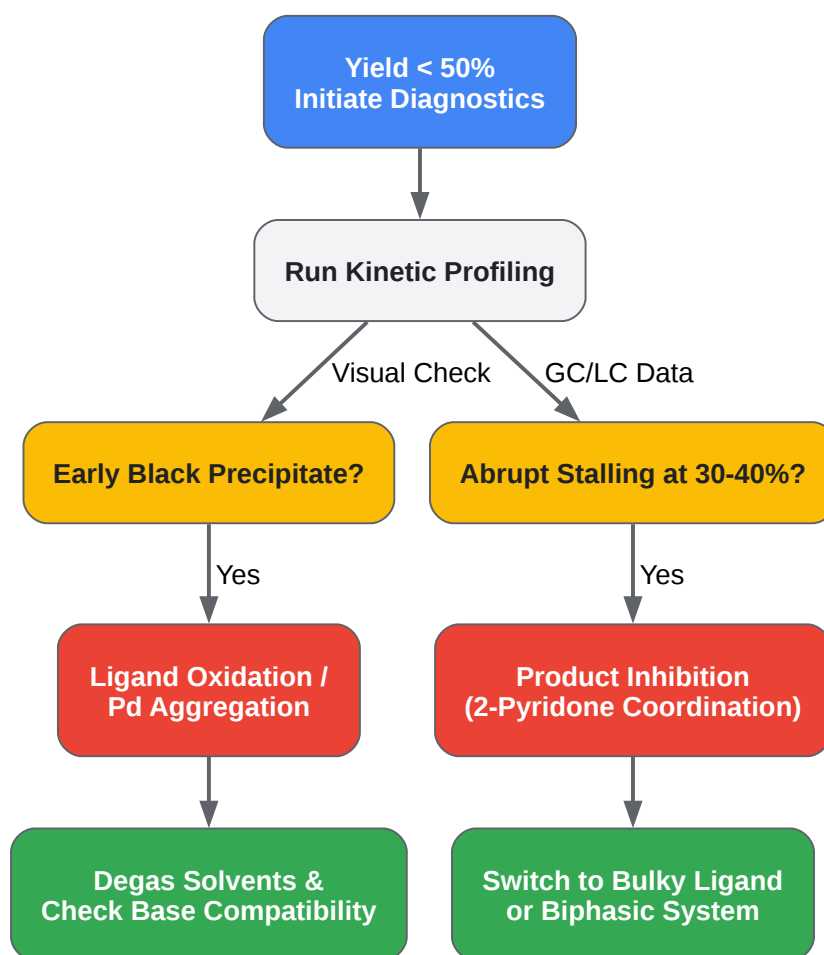 Yield < 50%
Initiate Diagnostics
Run Kinetic Profiling
Visual Check
GC/LC Data
Early Black Precipitate?
Abrupt Stalling at 30-40%?
Yes
Yes
Ligand Oxidation /
Pd Aggregation
Product Inhibition
(2-Pyridone Coordination)
Degas Solvents &
Check Base Compatibility
Switch to Bulky Ligand
or Biphasic System